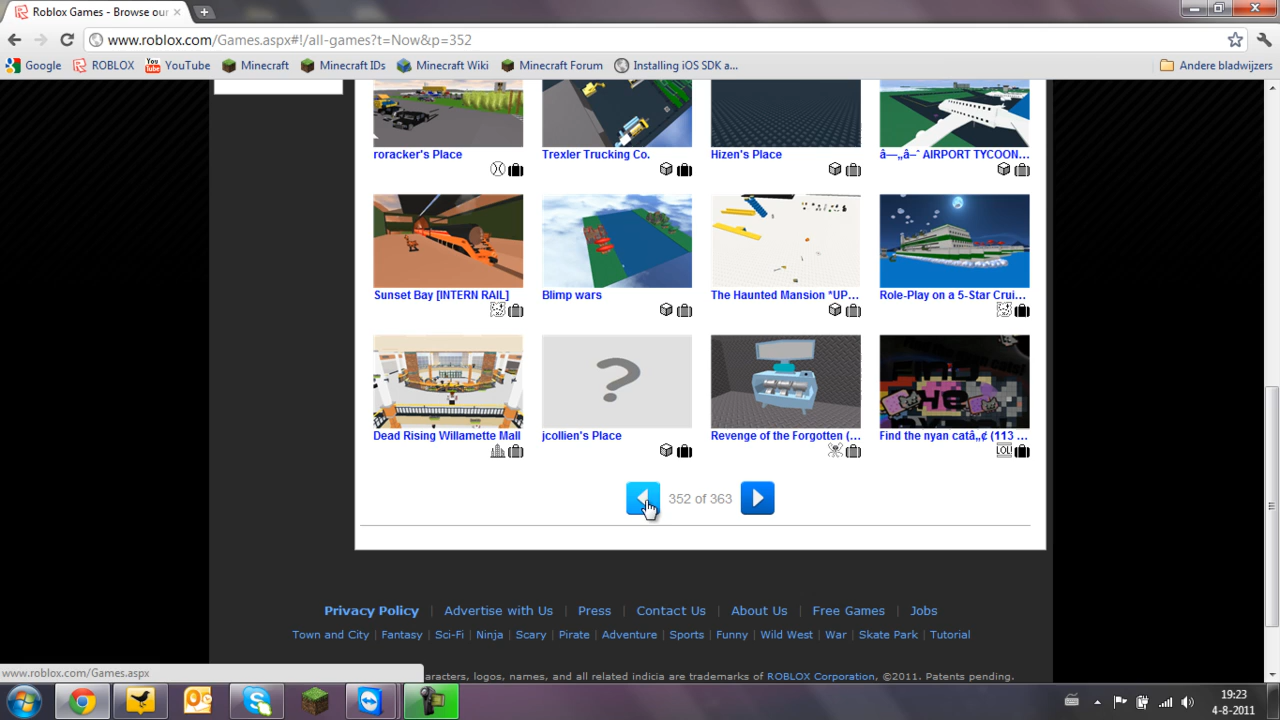 Roblox Games - Browse our
www.roblox.com/Games.aspx#!/all-games?t=Now&p=352
Google ROBLOX YouTube Minecraft Minecraft IDs Minecraft Wiki Minecraft Forum Installing iOS SDK a... Andere bladwijzers
roracker's Place Trexler Trucking Co. Hizen's Place â—„â–ˆ AIRPORT TYCOON...
Sunset Bay [INTERN RAIL] Blimp wars The Haunted Mansion *UP... Role-Play on a 5-Star Crui...
Dead Rising Willamette Mall jcollien's Place Revenge of the Forgotten (... Find the nyan catâ„¢ (113 ...
LOL!
352 of 363
Privacy Policy | Advertise with Us | Press | Contact Us | About Us | Free Games | Jobs
Town and City | Fantasy | Sci-Fi | Ninja | Scary | Pirate | Adventure | Sports | Funny | Wild West | War | Skate Park | Tutorial
www.roblox.com/Games.aspx
aracters, logos, names, and all related indicia are trademarks of ROBLOX Corporation, ©2011. Patents pending.
19:23
4-8-2011